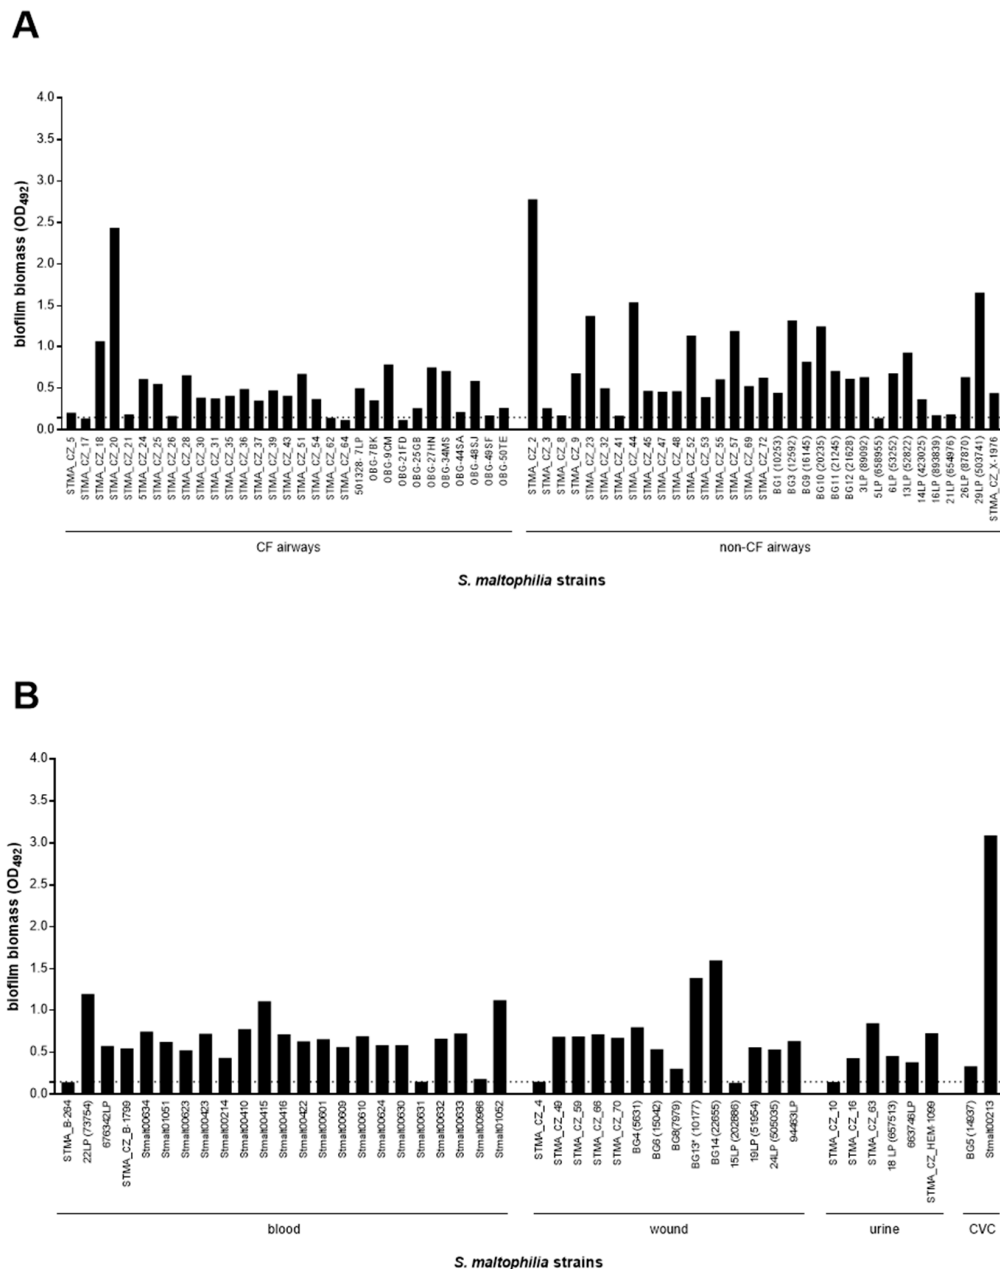 A
4.0
3.5
3.0
2.5
2.0
1.5
1.0
0.5
0.0
biofilm biomass (OD492)
STMA_CZ_5
STMA_CZ_17
STMA_CZ_18
STMA_CZ_20
STMA_CZ_21
STMA_CZ_24
STMA_CZ_25
STMA_CZ_26
STMA_CZ_28
STMA_CZ_30
STMA_CZ_31
STMA_CZ_35
STMA_CZ_36
STMA_CZ_37
STMA_CZ_39
STMA_CZ_43
STMA_CZ_51
STMA_CZ_54
STMA_CZ_62
STMA_CZ_64
501328- 7LP
OBG-7BK
OBG-9CM
OBG-21FD
OBG-25GB
OBG-27HN
OBG-34MS
OBG-44SA
OBG-48SJ
OBG-49SF
OBG-50TE
STMA_CZ_2
STMA_CZ_3
STMA_CZ_8
STMA_CZ_9
STMA_CZ_23
STMA_CZ_32
STMA_CZ_41
STMA_CZ_44
STMA_CZ_45
STMA_CZ_47
STMA_CZ_48
STMA_CZ_52
STMA_CZ_53
STMA_CZ_55
STMA_CZ_57
STMA_CZ_69
STMA_CZ_72
BG1 (10253)
BG3 (12592)
BG9 (16145)
BG10 (20235)
BG11 (21245)
BG12 (21628)
3LP (89092)
5LP (658955)
6LP (53252)
13LP (52822)
14LP (423025)
16LP (893839)
21LP (654976)
26LP (87870)
29LP (503741)
STMA_CZ_X-1976
CF airways
non-CF airways
S. maltophilia strains
B
4.0
3.5
3.0
2.5
2.0
1.5
1.0
0.5
0.0
biofilm biomass (OD492)
STMA_B-264
22LP (73754)
676342LP
STMA_CZ_B-1799
Stmalt00634
Stmalt01051
Stmalt00623
Stmalt00423
Stmalt00214
Stmalt00410
Stmalt00415
Stmalt00416
Stmalt00422
Stmalt00601
Stmalt00609
Stmalt00610
Stmalt00624
Stmalt00630
Stmalt00631
Stmalt00632
Stmalt00633
Stmalt00986
Stmalt01052
STMA_CZ_4
STMA_CZ_49
STMA_CZ_59
STMA_CZ_66
STMA_CZ_70
BG4 (5631)
BG6 (15042)
BG8(7979)
BG13* (10177)
BG14 (22655)
15LP (202886)
19LP (51954)
24LP (505035)
94463LP
STMA_CZ_10
STMA_CZ_16
STMA_CZ_63
18 LP (657513)
663746LP
STMA_CZ_HEM-1099
BG5 (14937)
Stmalt00213
blood
wound
urine
CVC
S. maltophilia strains